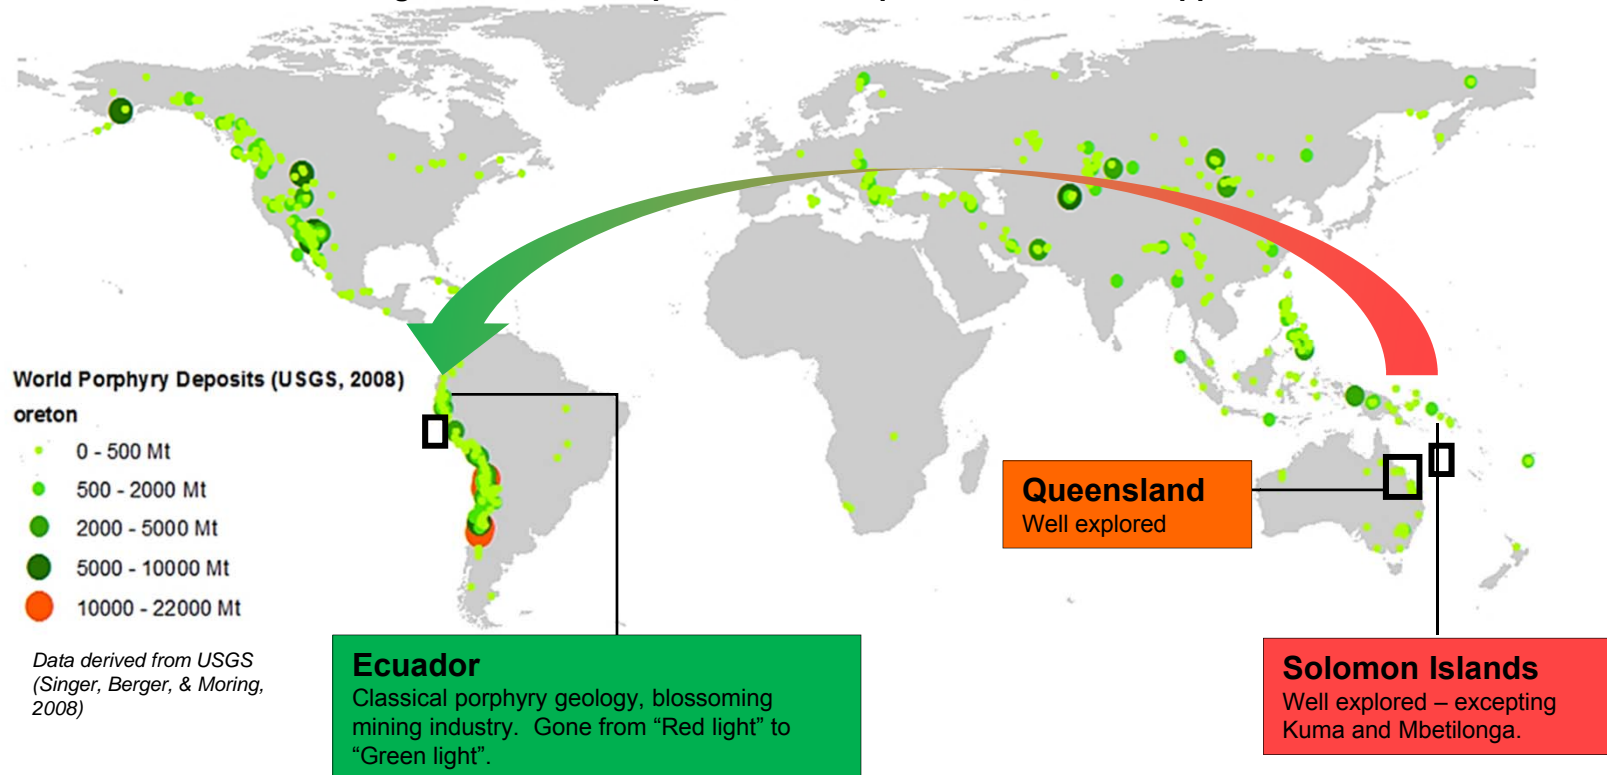 World Porphyry Deposits (USGS, 2008)
oreton
0 - 500 Mt
500 - 2000 Mt
2000 - 5000 Mt
5000 - 10000 Mt
10000 - 22000 Mt
Data derived from USGS
(Singer, Berger, & Moring,
2008)
Ecuador
Classical porphyry geology, blossoming
mining industry.  Gone from “Red light” to
“Green light”.
Queensland
Well explored
Solomon Islands
Well explored – excepting
Kuma and Mbetilonga.